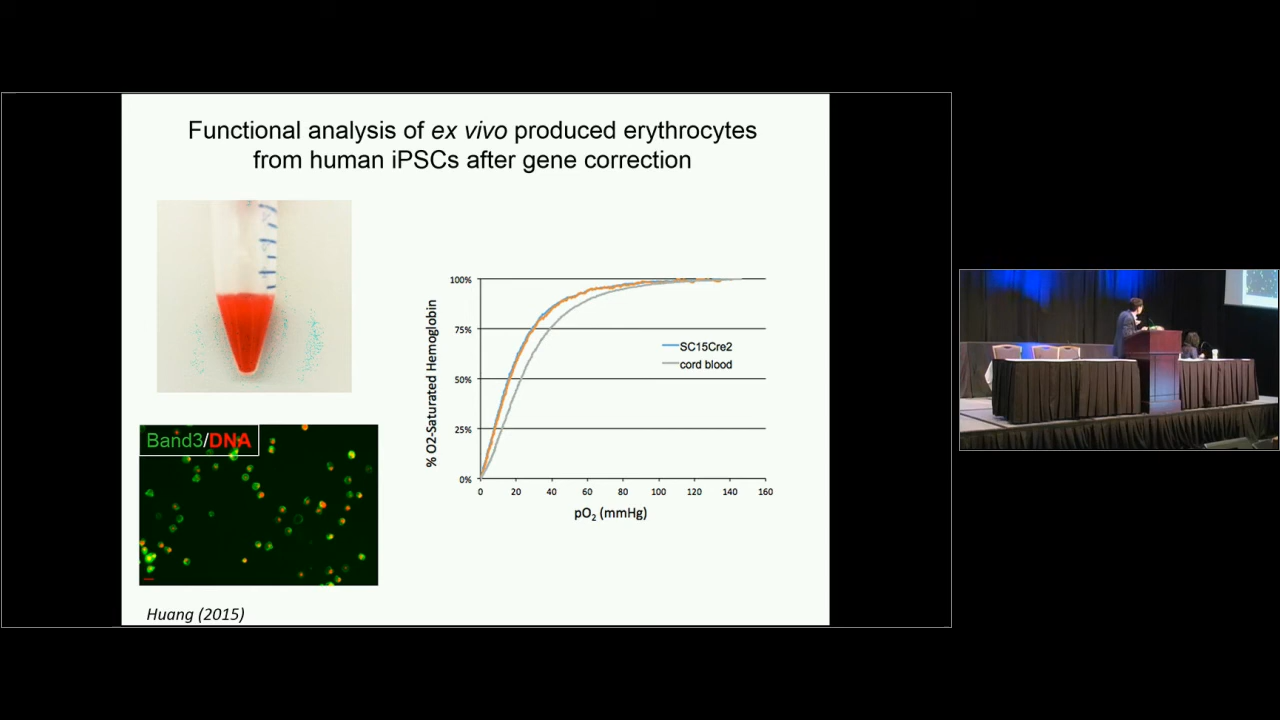 Functional analysis of ex vivo produced erythrocytes
from human iPSCs after gene correction
Band3/DNA
% O2-Saturated Hemoglobin
100%
75%
50%
25%
0%
0 20 40 60 80 100 120 140 160
pO2 (mmHg)
SC15Cre2
cord blood
Huang (2015)